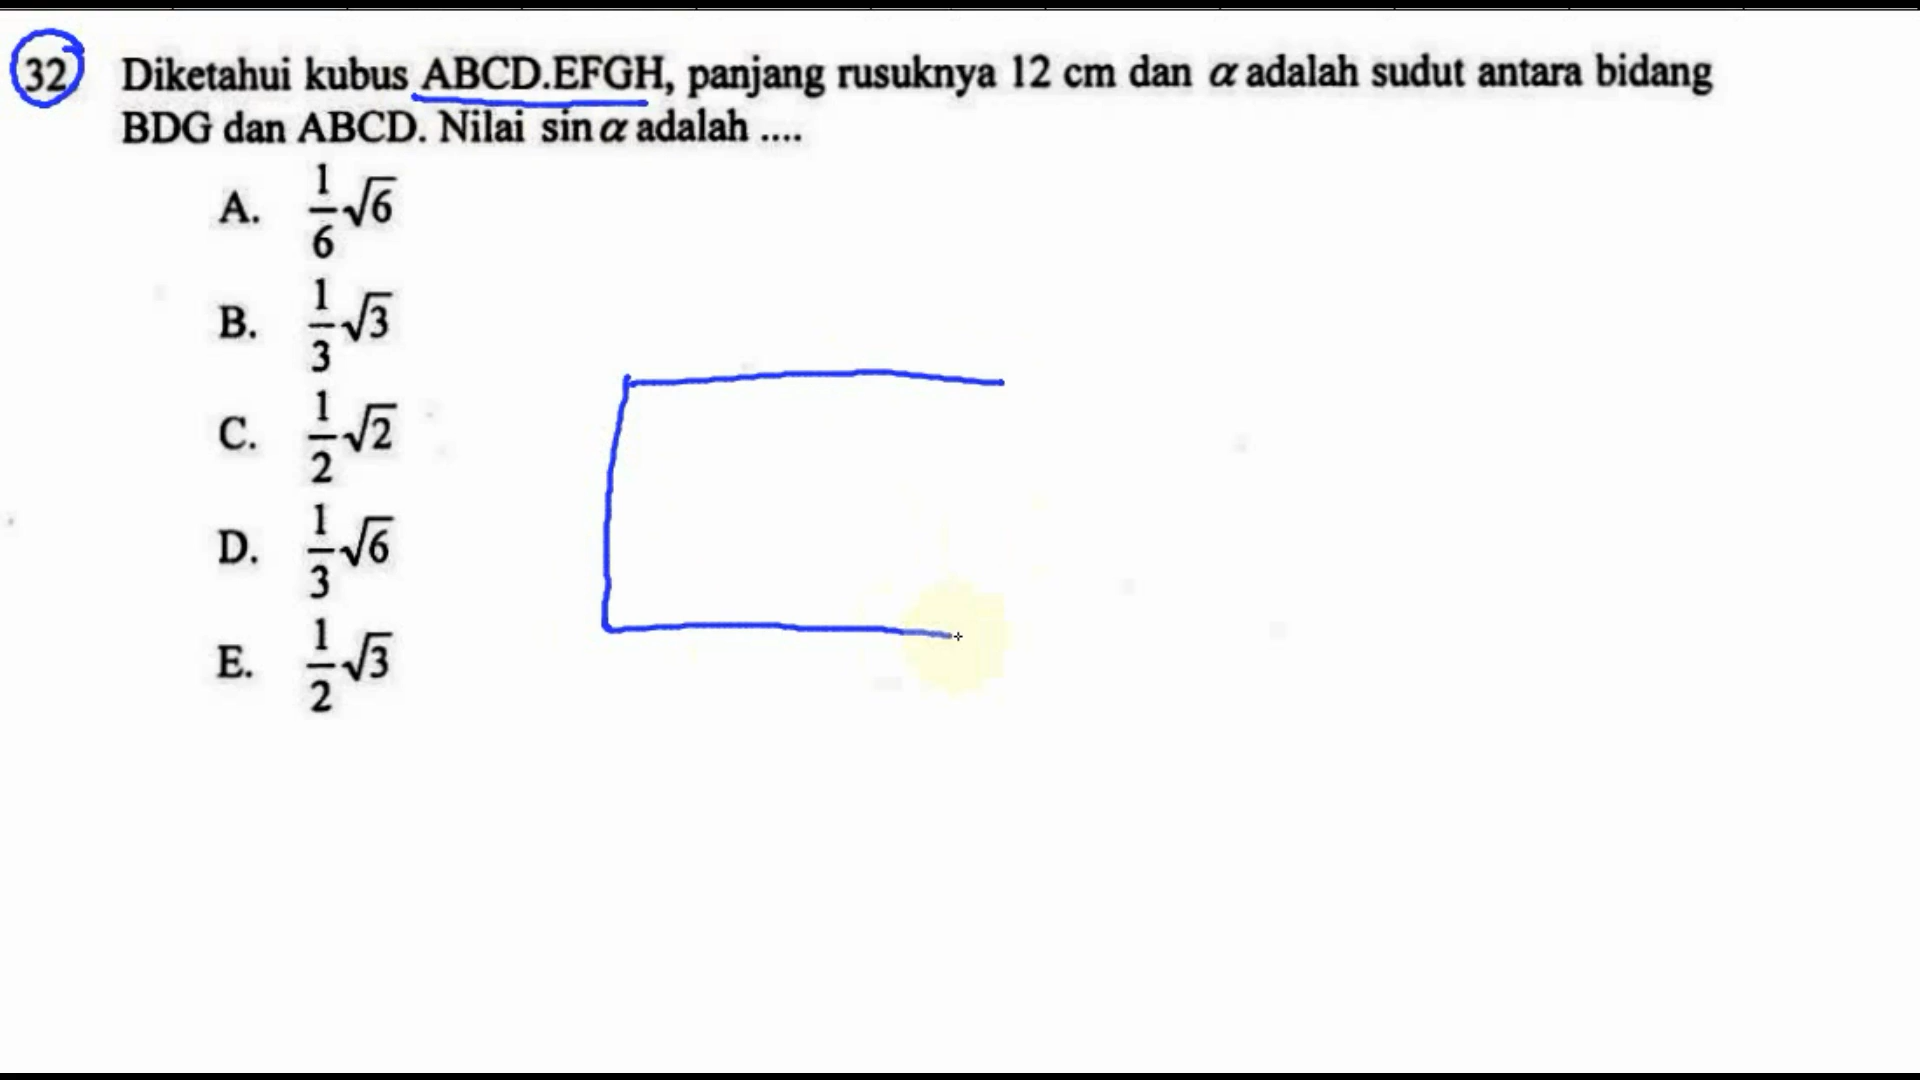 32 Diketahui kubus ABCD.EFGH, panjang rusuknya 12 cm dan α adalah sudut antara bidang
BDG dan ABCD. Nilai sin α adalah ....
A. 1/6 √6
B. 1/3 √3
C. 1/2 √2
D. 1/3 √6
E. 1/2 √3